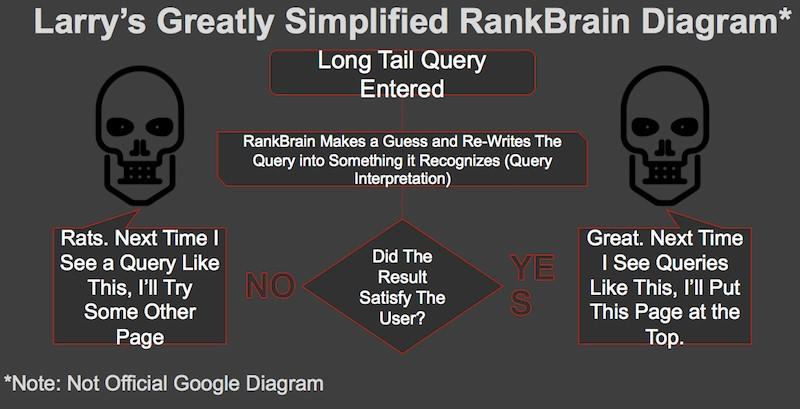 Larry's Greatly Simplified RankBrain Diagram*
Long Tail Query
Entered
RankBrain Makes a Guess and Re-Writes The
Query into Something it Recognizes (Query
Interpretation)
Rats. Next Time I
See a Query Like
This, I'll Try
Some Other
Page
NO
Did The
Result
Satisfy The
User?
YE
S
Great. Next Time
I See Queries
Like This, I'll Put
This Page at the
Top.
*Note: Not Official Google Diagram